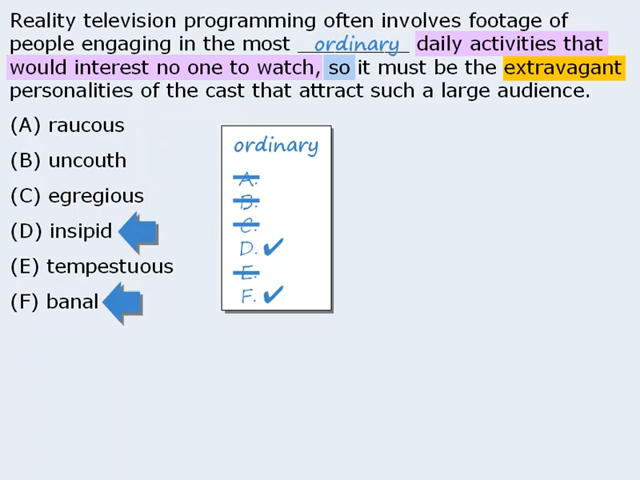 Reality television programming often involves footage of
people engaging in the most ordinary daily activities that
would interest no one to watch, so it must be the extravagant
personalities of the cast that attract such a large audience.
(A) raucous
(B) uncouth
(C) egregious
(D) insipid
(E) tempestuous
(F) banal
ordinary
A.
B.
C.
D. ✔
E.
F. ✔